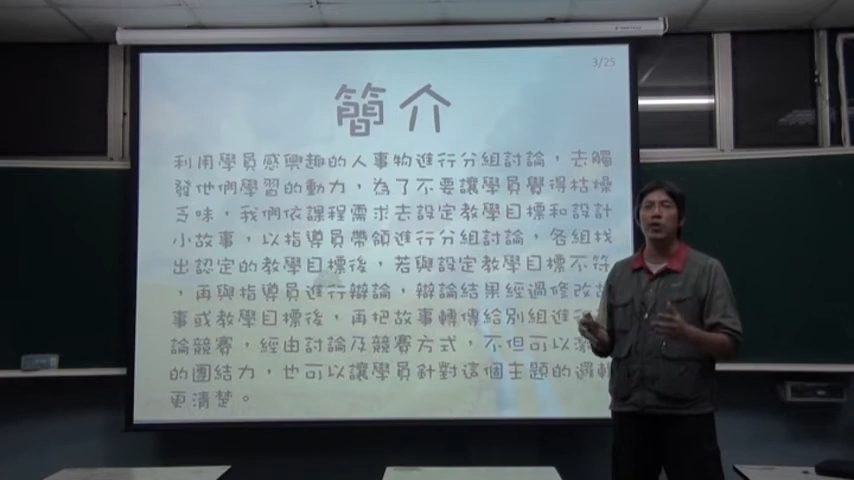 3/25
簡介
利用學員感興趣的人事物進行分組討論，去觸
發他們學習的動力，為了不要讓學員覺得枯燥
乏味，我們依課程需求去設定教學目標和設計
小故事，以指導員帶領進行分組討論，各組找
出認定的教學目標後，若與設定教學目標不符
，再與指導員進行辯論，辯論結果經過修改故
事或教學目標後，再把故事轉傳給別組進行
論競賽，經由討論及競賽方式，不但可以
的團結力，也可以讓學員針對這個主題的邏輯
更清楚。